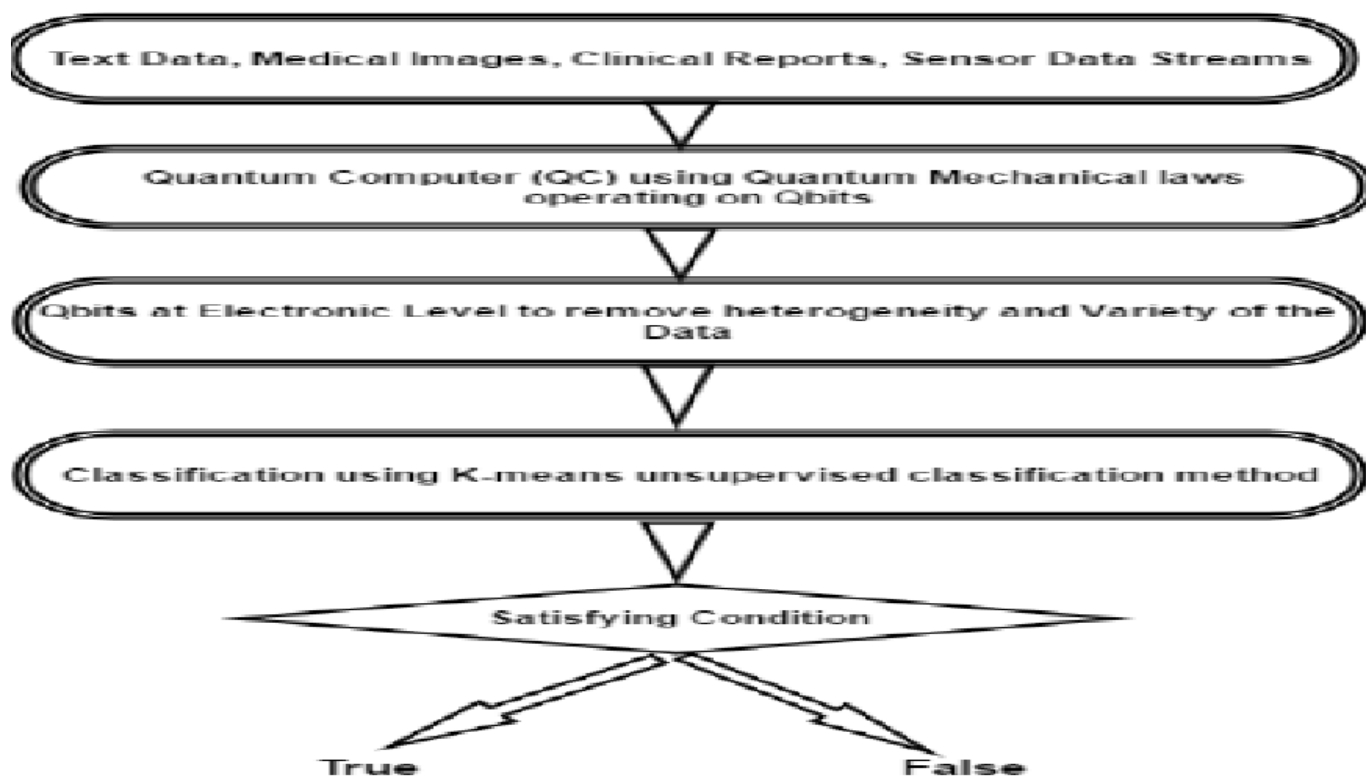 Text Data, Medical Images, Clinical Reports, Sensor Data Streams
Quantum Computer (QC) using Quantum Mechanical laws
operating on Qbits
Qbits at Electronic Level to remove heterogeneity and Variety of the
Data
Classification using K-means unsupervised classification method
Satisfying Condition
True
False